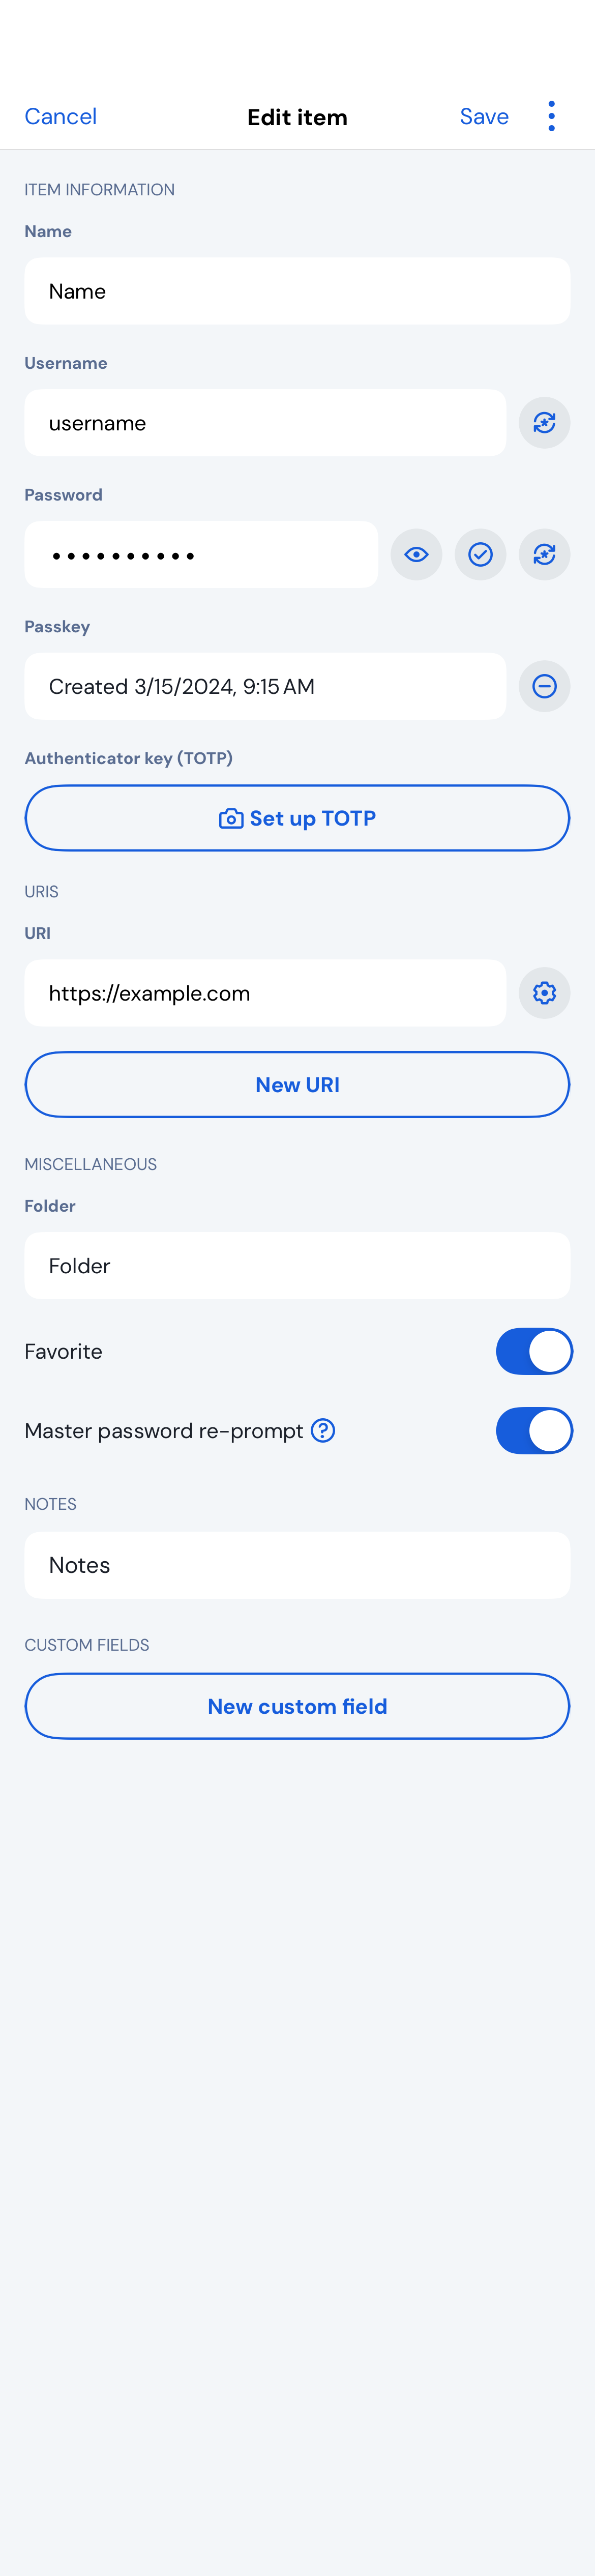 Cancel
Edit item
Save
ITEM INFORMATION
Name
Name
Username
username
Password
••••••••••
Passkey
Created 3/15/2024, 9:15 AM
Authenticator key (TOTP)
Set up TOTP
URIS
URI
https://example.com
New URI
MISCELLANEOUS
Folder
Folder
Favorite
Master password re-prompt
NOTES
Notes
CUSTOM FIELDS
New custom field